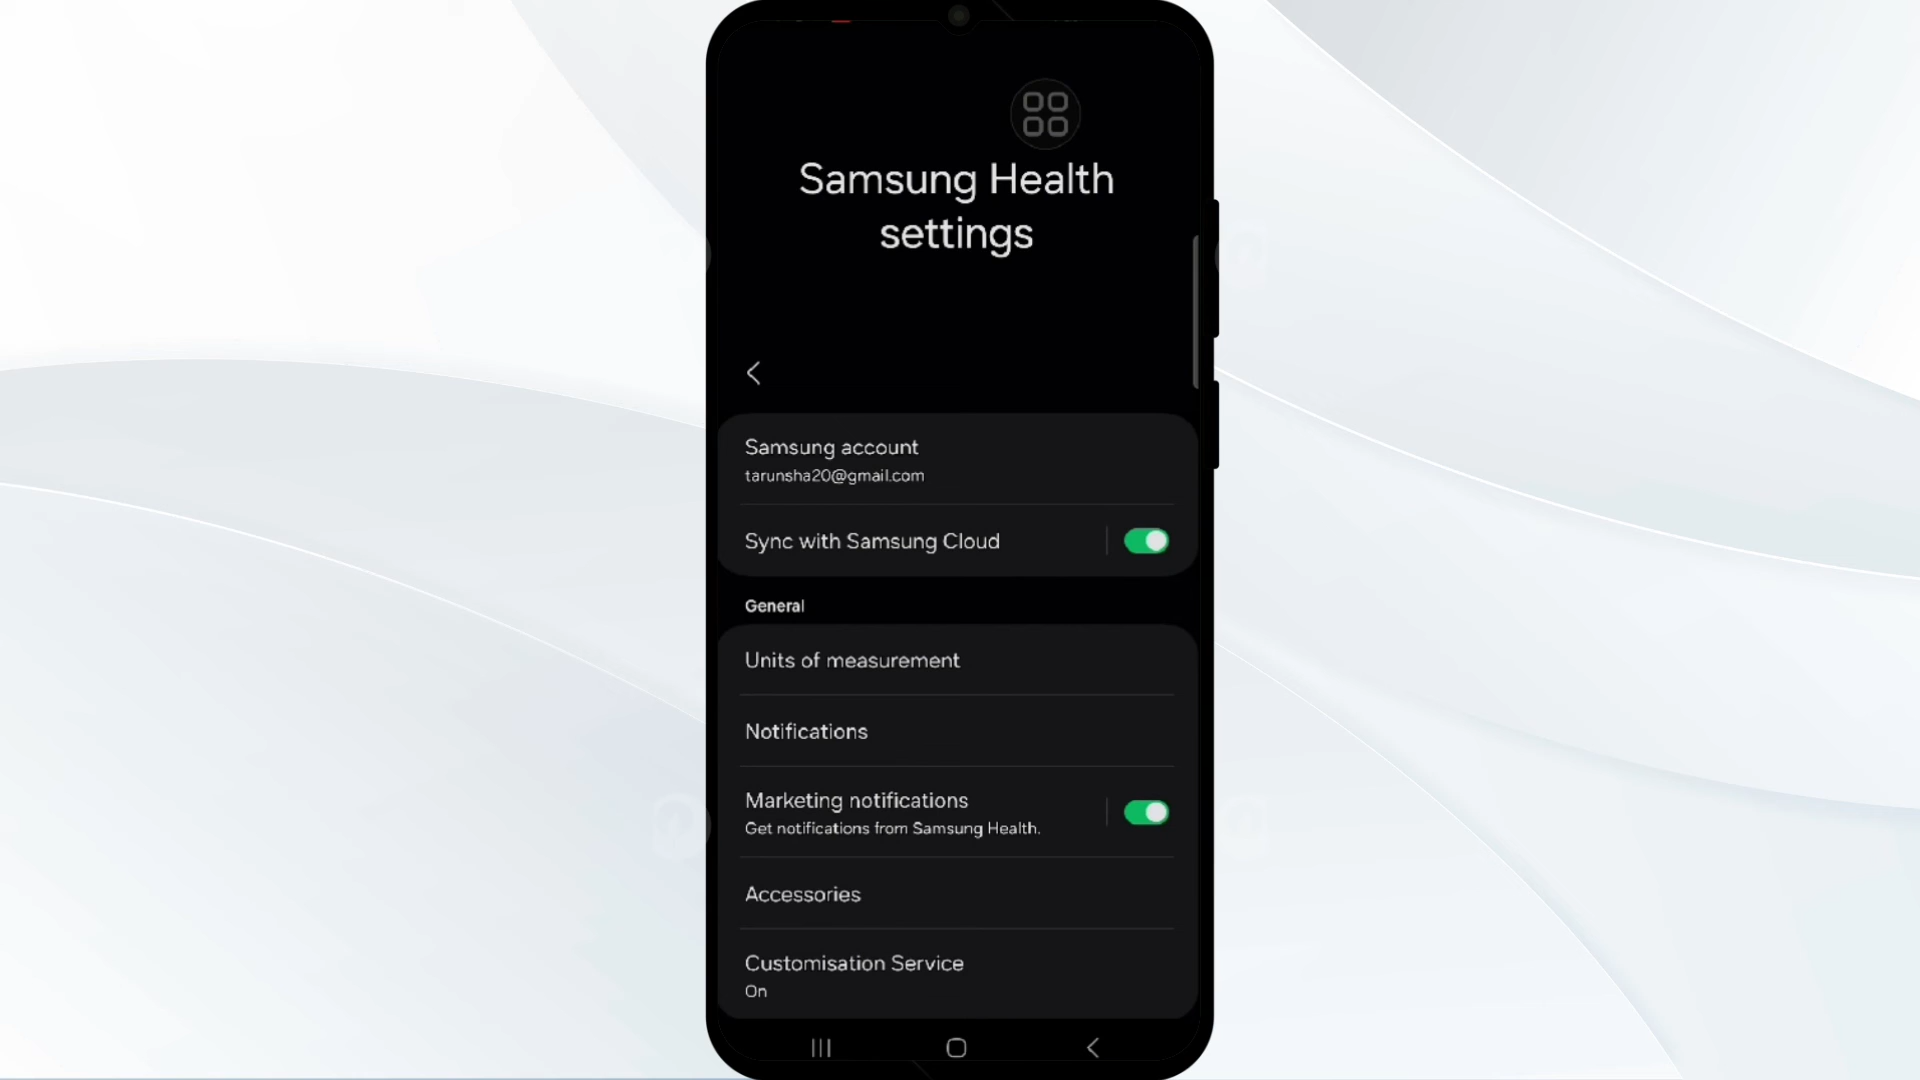 Samsung Health
settings
Samsung account
tarunsha20@gmail.com
Sync with Samsung Cloud
General
Units of measurement
Notifications
Marketing notifications
Get notifications from Samsung Health.
Accessories
Customisation Service
On